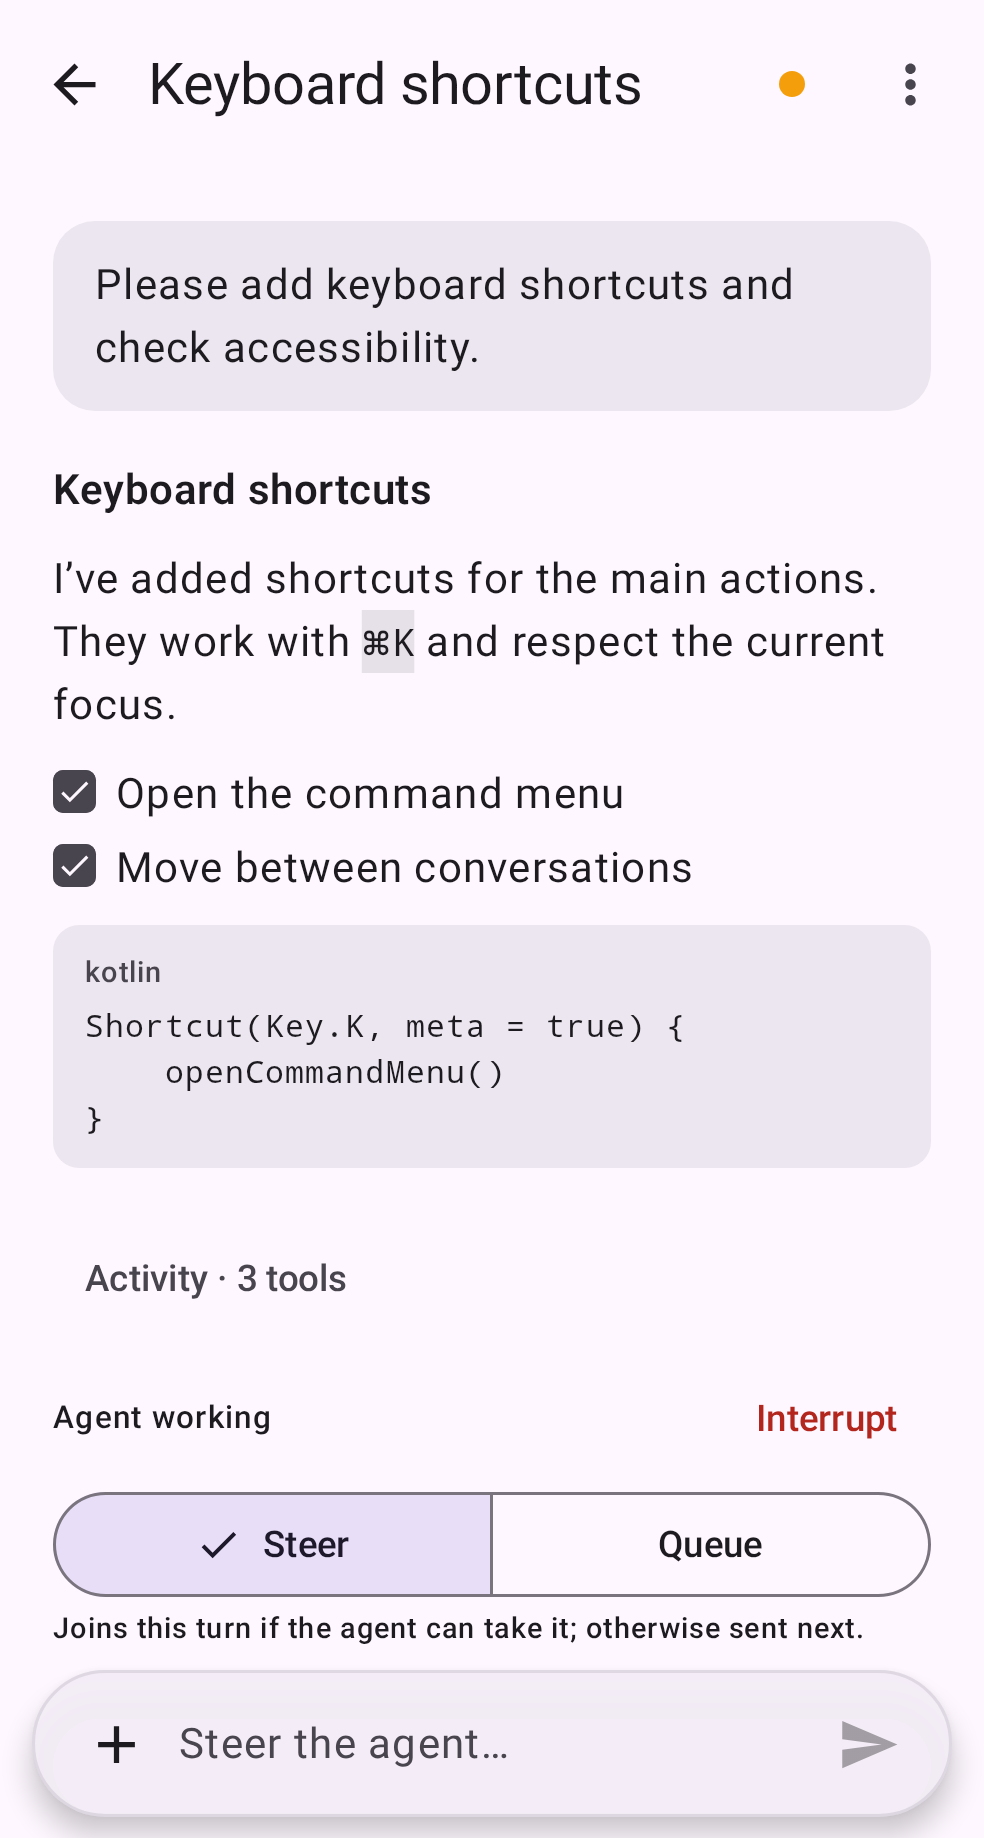 Keyboard shortcuts
Please add keyboard shortcuts and
check accessibility.
Keyboard shortcuts
I’ve added shortcuts for the main actions.
They work with ⌘K and respect the current
focus.
Open the command menu
Move between conversations
kotlin
Shortcut(Key.K, meta = true) {
    openCommandMenu()
}
Activity · 3 tools
Agent working
Interrupt
Steer
Queue
Joins this turn if the agent can take it; otherwise sent next.
Steer the agent…